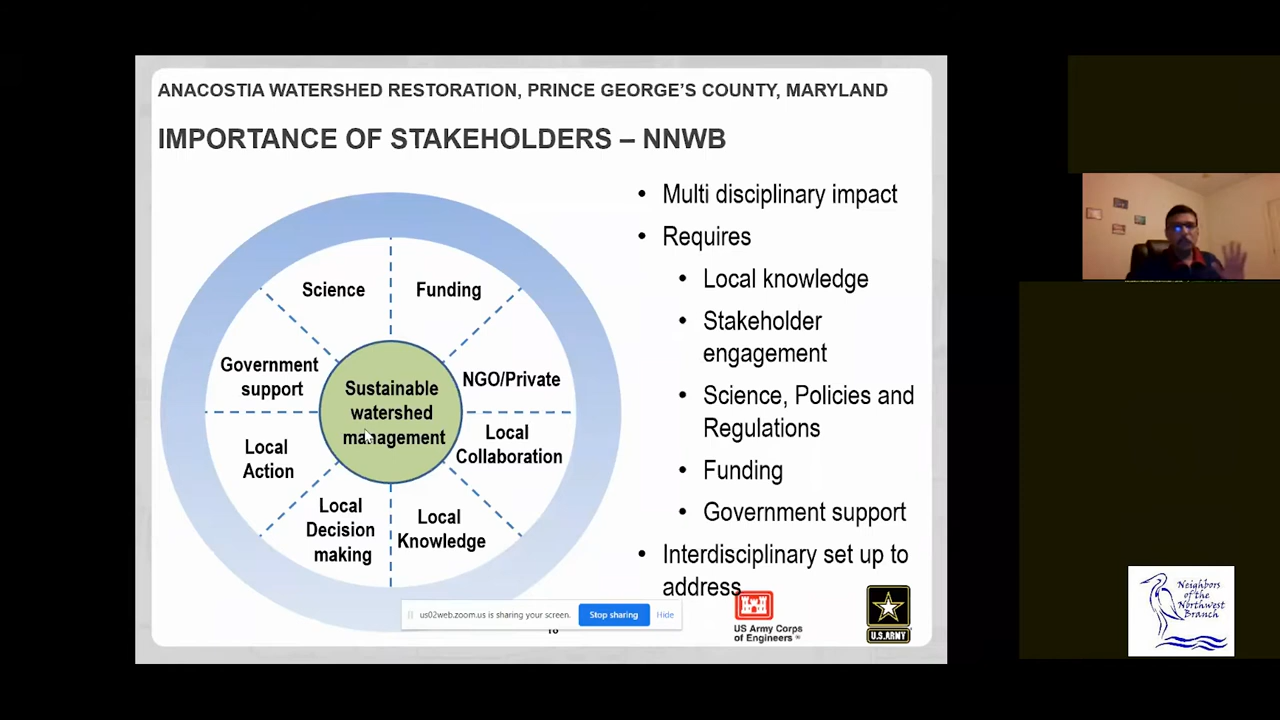 ANACOSTIA WATERSHED RESTORATION, PRINCE GEORGE'S COUNTY, MARYLAND
IMPORTANCE OF STAKEHOLDERS – NNWB
Science
Funding
Government
support
NGO/Private
Sustainable
watershed
management
Local
Action
Local
Collaboration
Local
Decision
making
Local
Knowledge
• Multi disciplinary impact
• Requires
• Local knowledge
• Stakeholder
engagement
• Science, Policies and
Regulations
• Funding
• Government support
• Interdisciplinary set up to
address
us02web.zoom.us is sharing your screen.
Stop sharing
Hide
US Army Corps
of Engineers ®
U.S. ARMY
Neighbors
of the
Northwest
Branch